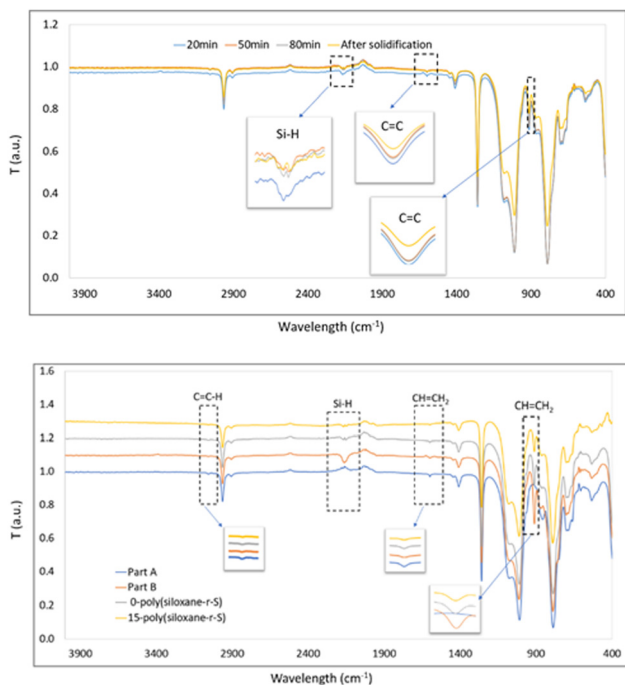 20min 50min 80min After solidification
1.2
1.0
0.8
0.6
0.4
0.2
0.0
T (a.u.)
Si-H
C=C
C=C
3900 3400 2900 2400 1900 1400 900 400
Wavelength (cm-1)
1.6
1.4
1.2
1.0
0.8
0.6
0.4
0.2
0.0
T (a.u.)
C=C-H
Si-H
CH=CH2
CH=CH2
Part A
Part B
0-poly(siloxane-r-S)
15-poly(siloxane-r-S)
3900 3400 2900 2400 1900 1400 900 400
Wavelength (cm-1)